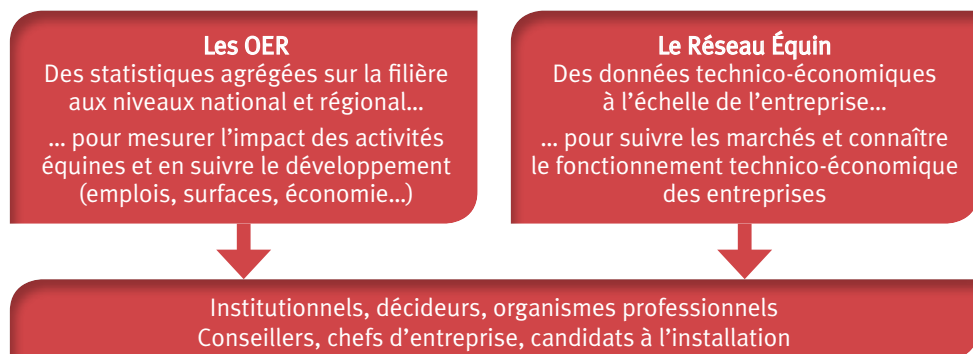 Les OER
Des statistiques agrégées sur la filière
aux niveaux national et régional...
... pour mesurer l’impact des activités
équines et en suivre le développement
(emplois, surfaces, économie...)
Le Réseau Équin
Des données technico-économiques
à l’échelle de l’entreprise...
... pour suivre les marchés et connaître
le fonctionnement technico-économique
des entreprises
Institutionnels, décideurs, organismes professionnels
Conseillers, chefs d’entreprise, candidats à l’installation